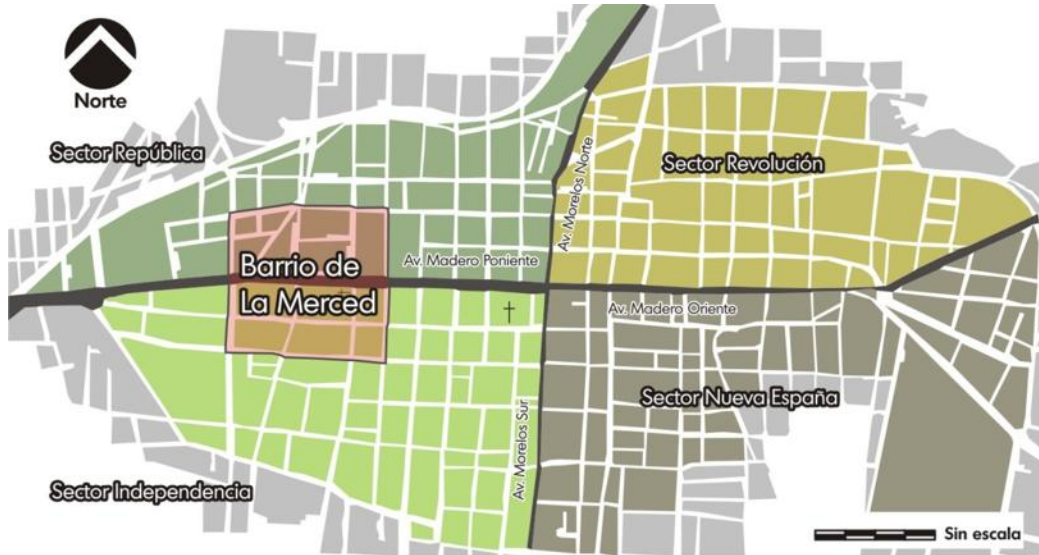 Norte
Sector República
Sector Revolución
Av. Morelos Norte
Av. Madero Poniente
Barrio de
La Merced
Av. Madero Oriente
Sector Nueva España
Av. Morelos Sur
Sector Independencia
Sin escala